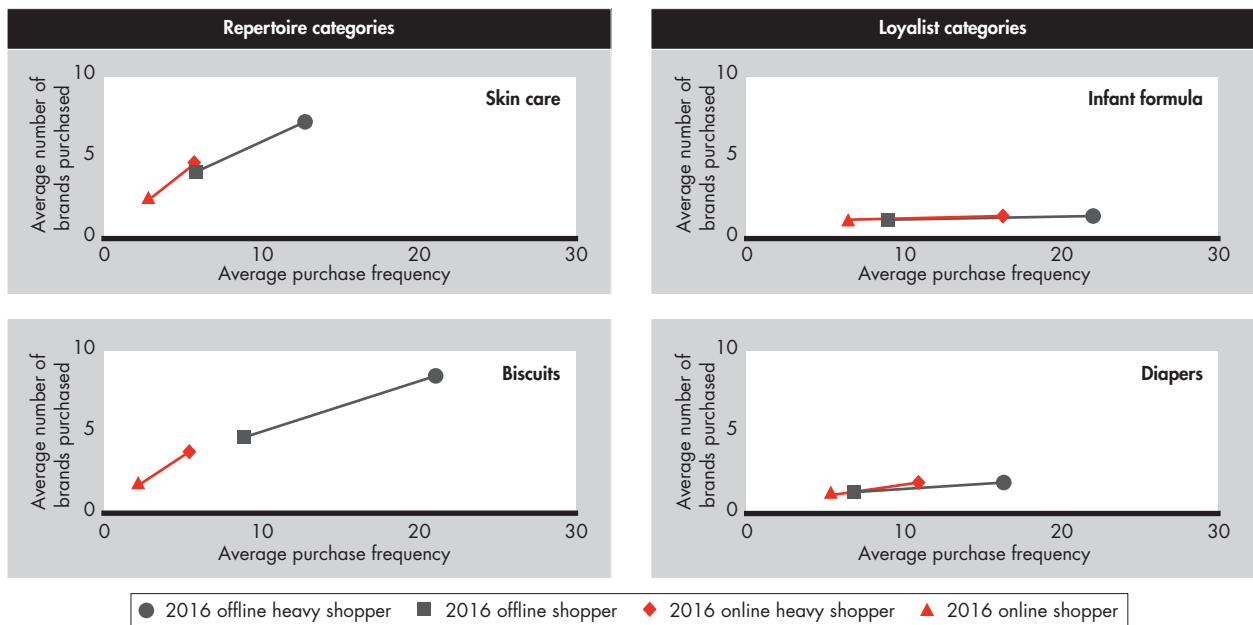 Repertoire categories
Loyalist categories
Average number of
brands purchased
10
5
0
Skin care
0
10
20
30
Average purchase frequency
Average number of
brands purchased
10
5
0
Infant formula
0
10
20
30
Average purchase frequency
Average number of
brands purchased
10
5
0
Biscuits
0
10
20
30
Average purchase frequency
Average number of
brands purchased
10
5
0
Diapers
0
10
20
30
Average purchase frequency
2016 offline heavy shopper
2016 offline shopper
2016 online heavy shopper
2016 online shopper